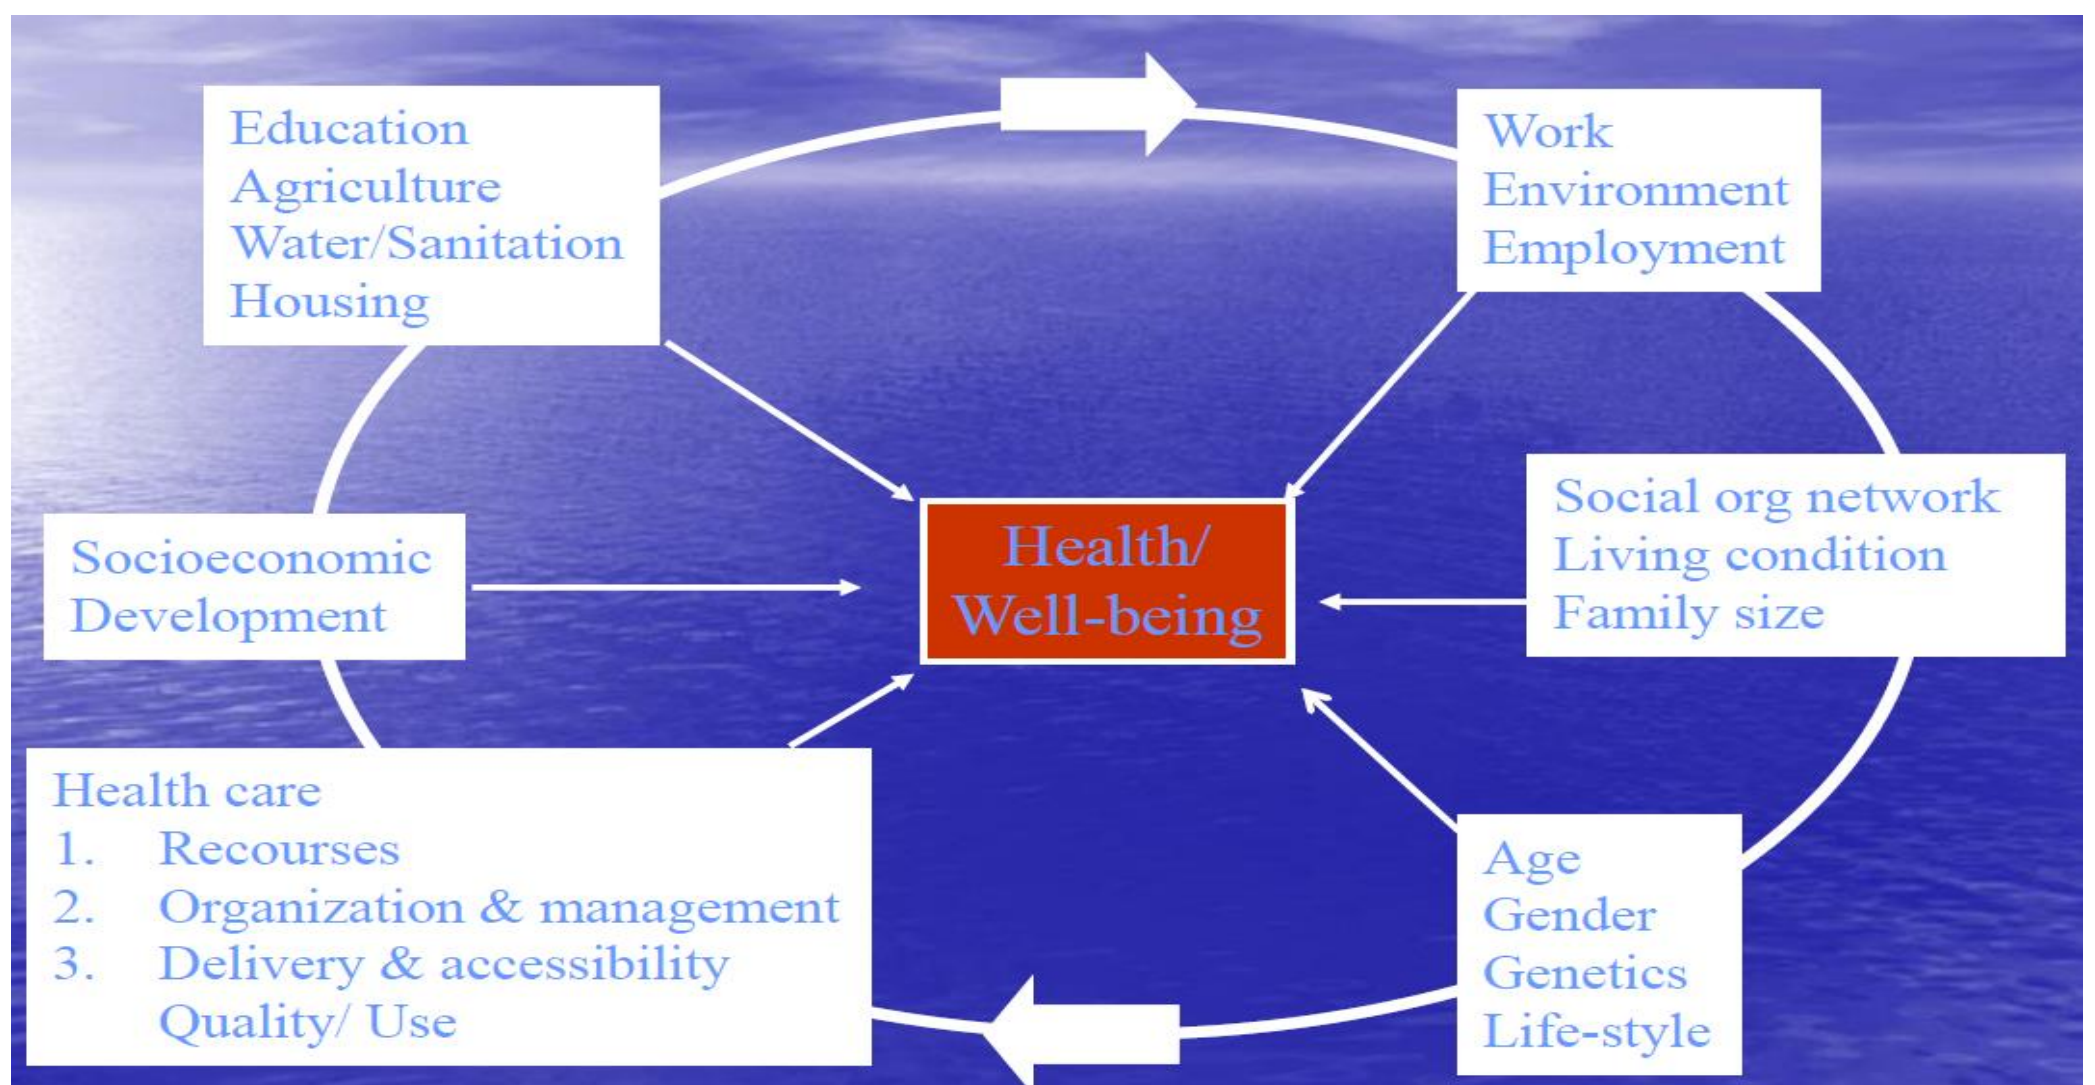 Education
Agriculture
Water/Sanitation
Housing
Work
Environment
Employment
Socioeconomic
Development
Health/
Well-being
Social org network
Living condition
Family size
Health care
1. Recourses
2. Organization & management
3. Delivery & accessibility
Quality/ Use
Age
Gender
Genetics
Life-style